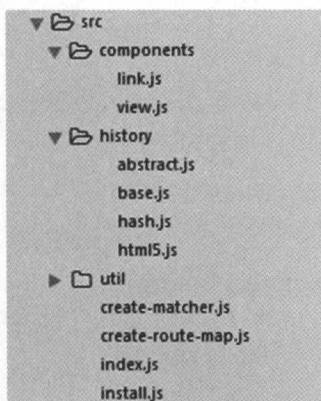 src
components
link.js
view.js
history
abstract.js
base.js
hash.js
html5.js
util
create-matcher.js
create-route-map.js
index.js
install.js